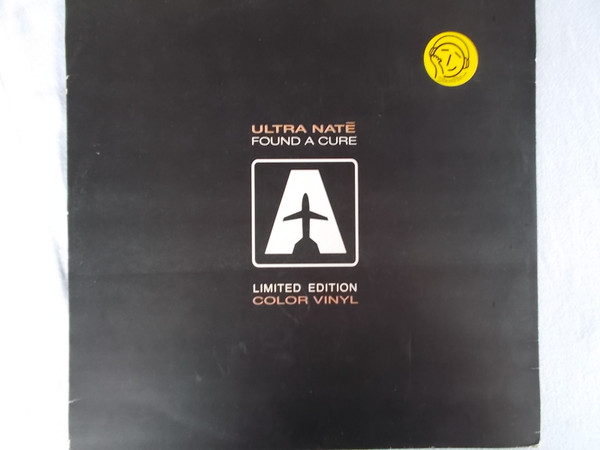 ULTRA NATĒ
FOUND A CURE
A
LIMITED EDITION
COLOR VINYL